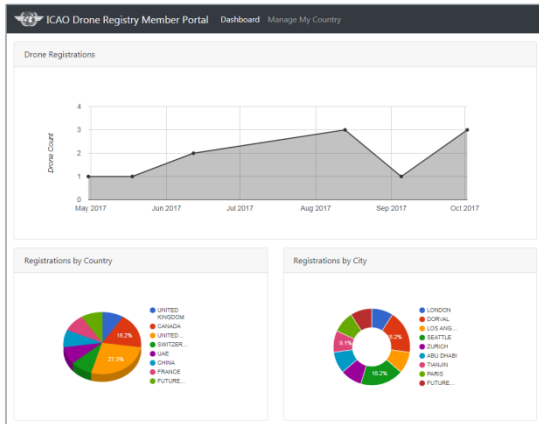 ICAO Drone Registry Member Portal Dashboard Manage My Country
Drone Registrations
4
3
2
1
0
Drone Count
May 2017 Jun 2017 Jul 2017 Aug 2017 Sep 2017 Oct 2017
Registrations by Country
18.2%
27.3%
UNITED
KINGDOM
CANADA
UNITED...
SWITZER...
UAE
CHINA
FRANCE
FUTURE...
Registrations by City
9.1%
18.2%
LONDON
DORVAL
LOS ANG...
SEATTLE
ZURICH
ABU DHABI
TIANJIN
PARIS
FUTURE...